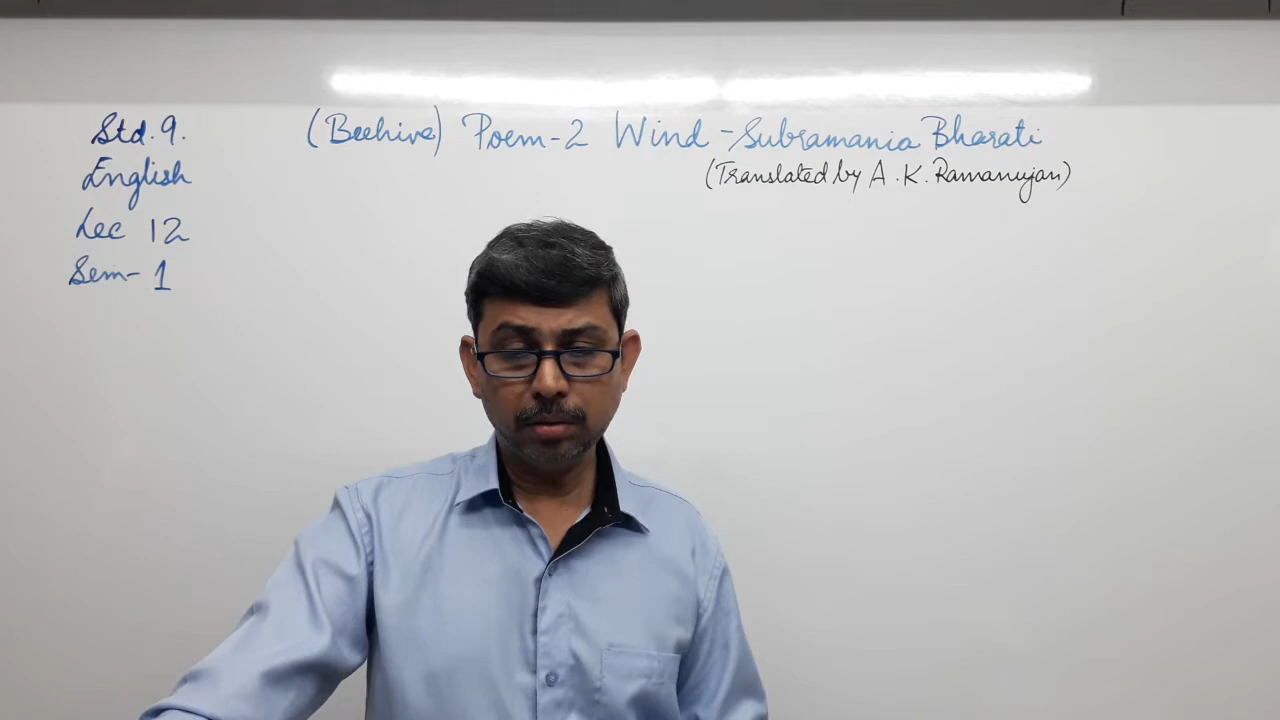 Std. 9.
English
Lec 12
Sem- 1
(Beehive) Poem-2 Wind -Subramania Bharati
(Translated by A.K. Ramanujan)